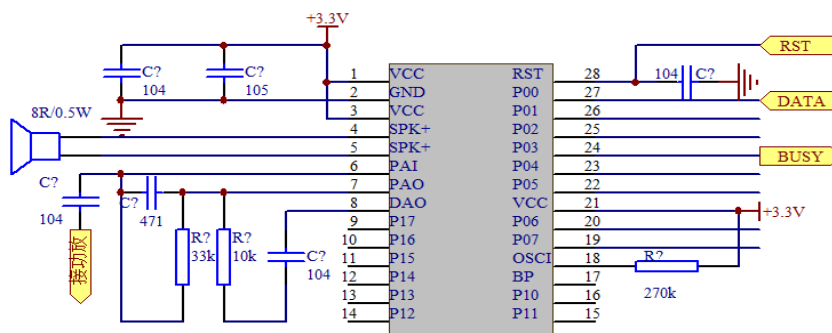 +3.3V
C?
104
C?
105
8R/0.5W
C?
104
接功放
C?
471
R?
33k
R?
10k
C?
104
1 VCC RST 28
2 GND P00 27
3 VCC P01 26
4 SPK+ P02 25
5 SPK+ P03 24
6 PAI P04 23
7 PAO P05 22
8 DAO VCC 21
9 P17 P06 20
10 P16 P07 19
11 P15 OSCI 18
12 P14 BP 17
13 P13 P10 16
14 P12 P11 15
RST
104 C?
DATA
BUSY
+3.3V
R?
270k